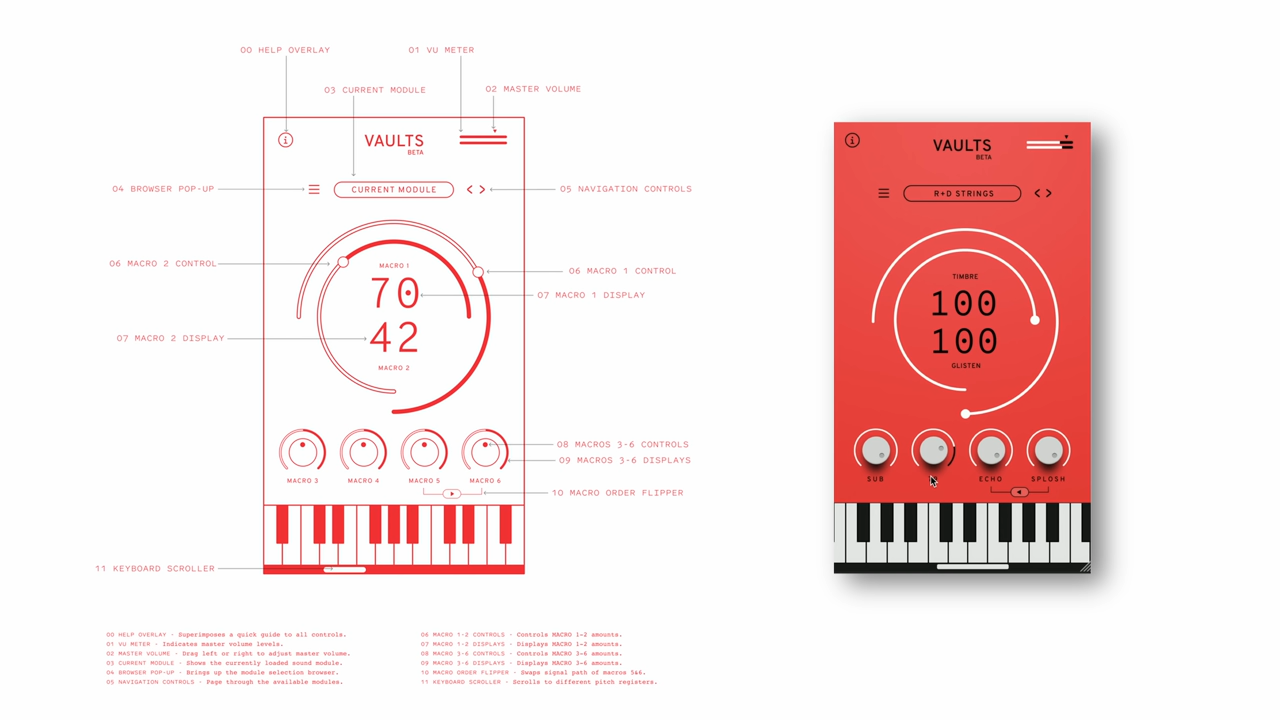 00 HELP OVERLAY
01 VU METER
03 CURRENT MODULE
02 MASTER VOLUME
VAULTS
BETA
04 BROWSER POP-UP
CURRENT MODULE
< >
05 NAVIGATION CONTROLS
06 MACRO 2 CONTROL
MACRO 1
06 MACRO 1 CONTROL
70
07 MACRO 1 DISPLAY
07 MACRO 2 DISPLAY
42
MACRO 2
08 MACROS 3-6 CONTROLS
09 MACROS 3-6 DISPLAYS
MACRO 3
MACRO 4
MACRO 5
MACRO 6
10 MACRO ORDER FLIPPER
11 KEYBOARD SCROLLER
00 HELP OVERLAY - Superimposes a quick guide to all controls.
01 VU METER - Indicates master volume levels.
02 MASTER VOLUME - Drag left or right to adjust master volume.
03 CURRENT MODULE - Shows the currently loaded sound module.
04 BROWSER POP-UP - Brings up the module selection browser.
05 NAVIGATION CONTROLS - Page through the available modules.
06 MACRO 1-2 CONTROLS - Controls MACRO 1-2 amounts.
07 MACRO 1-2 DISPLAYS - Displays MACRO 1-2 amounts.
08 MACRO 3-6 CONTROLS - Controls MACRO 3-6 amounts.
09 MACRO 3-6 DISPLAYS - Displays MACRO 3-6 amounts.
10 MACRO ORDER FLIPPER - Swaps signal path of macros 5&6.
11 KEYBOARD SCROLLER - Scrolls to different pitch registers.
VAULTS
BETA
R+D STRINGS
< >
TIMBRE
100
100
GLISTEN
SUB
ECHO
SPLOSH